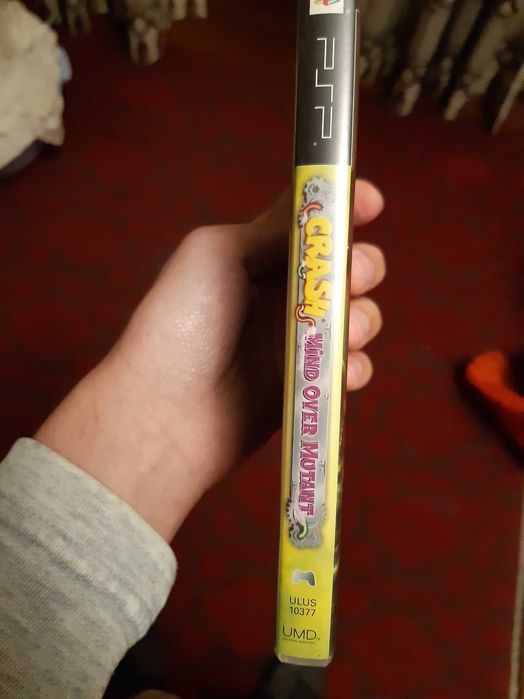 PSP
CRASH
MIND OVER MUTANT
ULUS
10377
UMD